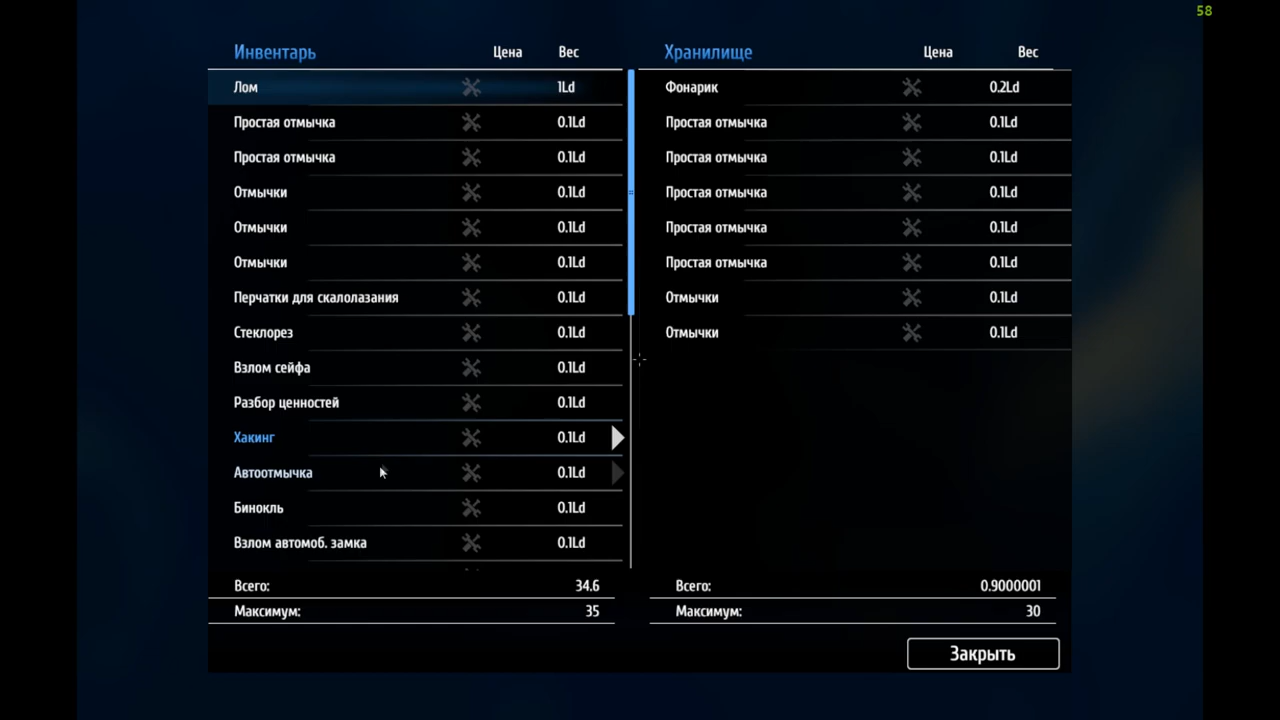 58
Инвентарь Цена Вес
Лом 1Ld
Простая отмычка 0.1Ld
Простая отмычка 0.1Ld
Отмычки 0.1Ld
Отмычки 0.1Ld
Отмычки 0.1Ld
Перчатки для скалолазания 0.1Ld
Стеклорез 0.1Ld
Взлом сейфа 0.1Ld
Разбор ценностей 0.1Ld
Хакинг 0.1Ld
Автоотмычка 0.1Ld
Бинокль 0.1Ld
Взлом автомоб. замка 0.1Ld
Всего: 34.6
Максимум: 35
Хранилище Цена Вес
Фонарик 0.2Ld
Простая отмычка 0.1Ld
Простая отмычка 0.1Ld
Простая отмычка 0.1Ld
Простая отмычка 0.1Ld
Простая отмычка 0.1Ld
Отмычки 0.1Ld
Отмычки 0.1Ld
Всего: 0.9000001
Максимум: 30
Закрыть